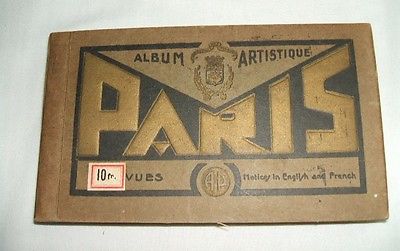 ALBUM ARTISTIQUE
PARIS
10 fr. VUES Notices in English and French